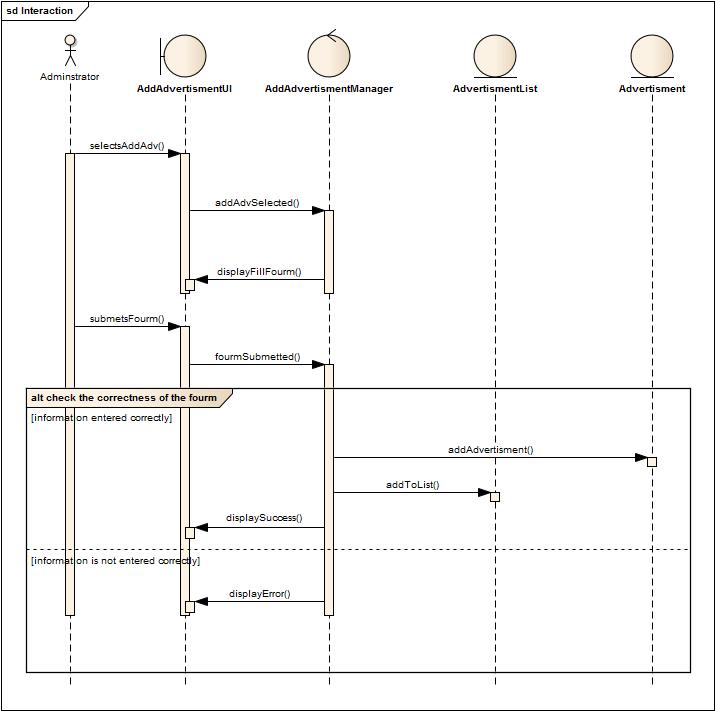 sd Interaction
Adminstrator
AddAdvertismentUI
AddAdvertismentManager
AdvertismentList
Advertisment
selectsAddAdv()
addAdvSelected()
displayFillFourm()
submetsFourm()
fourmSubmetted()
alt check the correctness of the fourm
[information entered correctly]
addAdvertisment()
addToList()
displaySuccess()
[information is not entered correctly]
displayError()